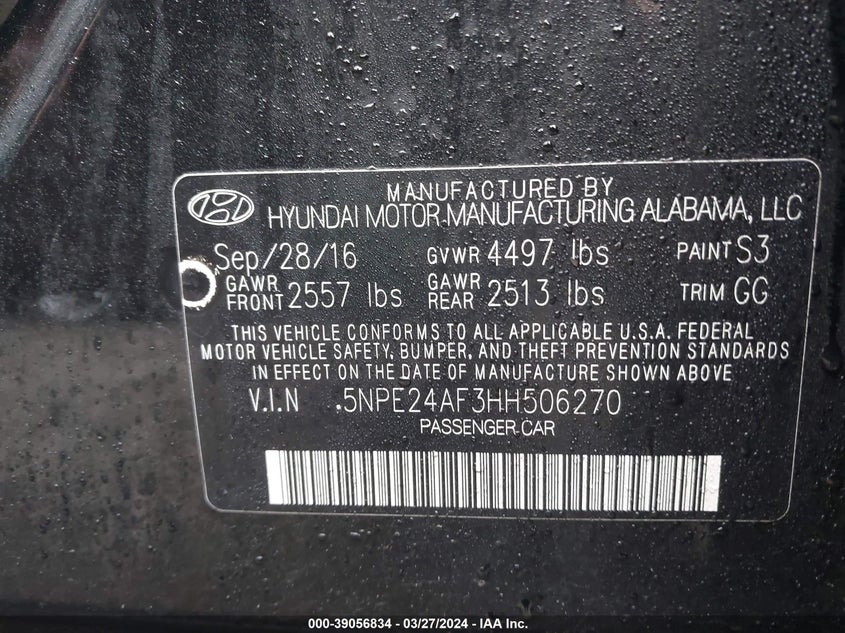 MANUFACTURED BY
HYUNDAI MOTOR MANUFACTURING ALABAMA, LLC
Sep/28/16 GVWR 4497 lbs PAINT S3
GAWR FRONT 2557 lbs GAWR REAR 2513 lbs TRIM GG
THIS VEHICLE CONFORMS TO ALL APPLICABLE U.S.A. FEDERAL
MOTOR VEHICLE SAFETY, BUMPER, AND THEFT PREVENTION STANDARDS
IN EFFECT ON THE DATE OF MANUFACTURE SHOWN ABOVE.
V.I.N .5NPE24AF3HH506270
PASSENGER CAR
000-39056834 - 03/27/2024 - IAA Inc.